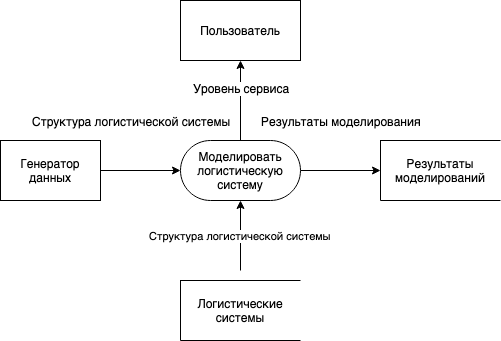 Пользователь
Уровень сервиса
Структура логистической системы
Результаты моделирования
Генератор
данных
Моделировать
логистическую
систему
Результаты
моделирований
Структура логистической системы
Логистические
системы